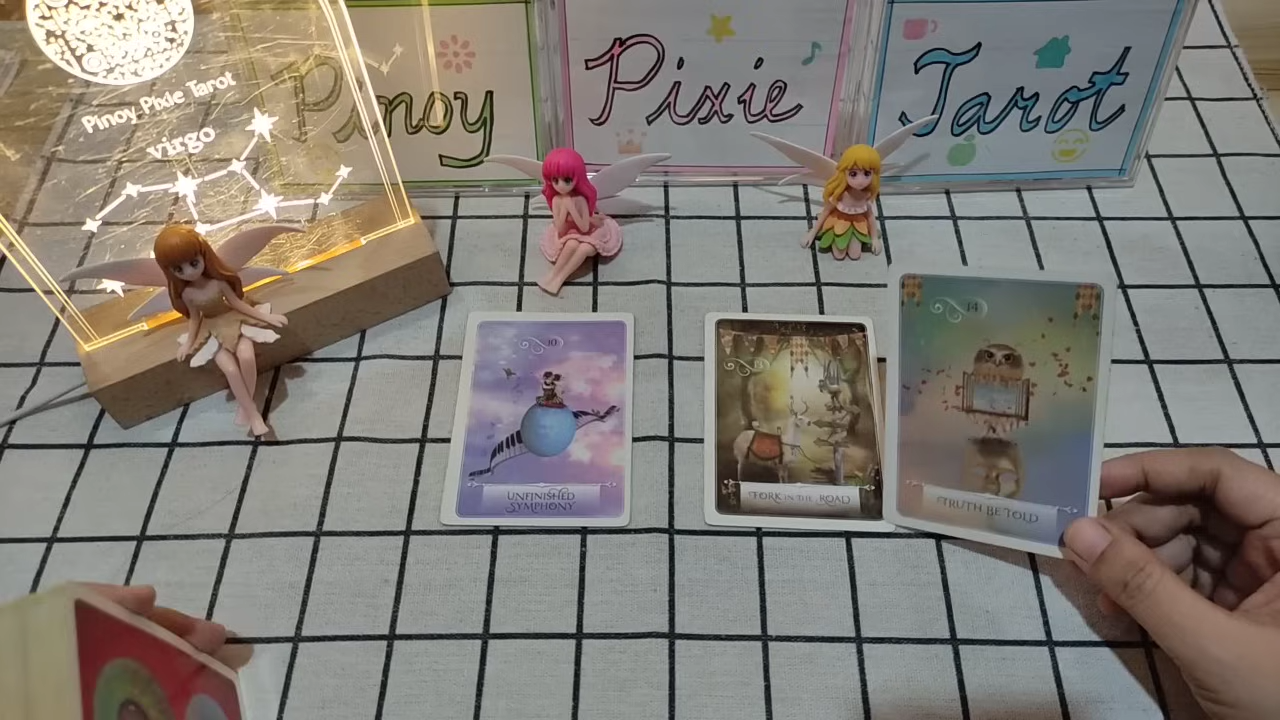 Pinoy Pixie Tarot
Pinoy Pixie Tarot
virgo
10
UNFINISHED
SYMPHONY
FORK IN THE ROAD
14
TRUTH BE TOLD